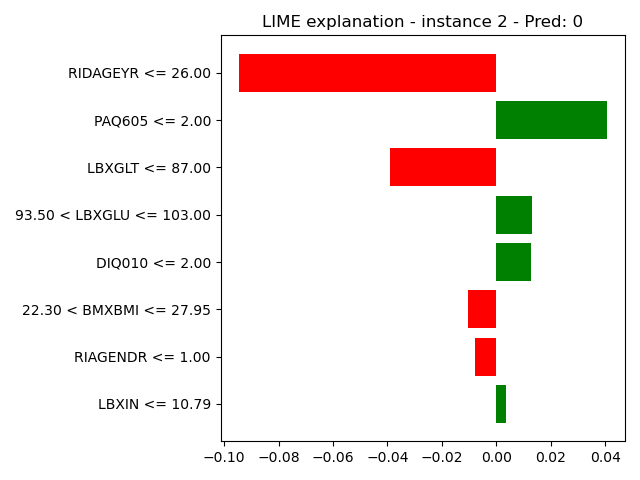 LIME explanation - instance 2 - Pred: 0
RIDAGEYR <= 26.00
PAQ605 <= 2.00
LBXGLT <= 87.00
93.50 < LBXGLU <= 103.00
DIQ010 <= 2.00
22.30 < BMXBMI <= 27.95
RIAGENDR <= 1.00
LBXIN <= 10.79
−0.10 −0.08 −0.06 −0.04 −0.02 0.00 0.02 0.04